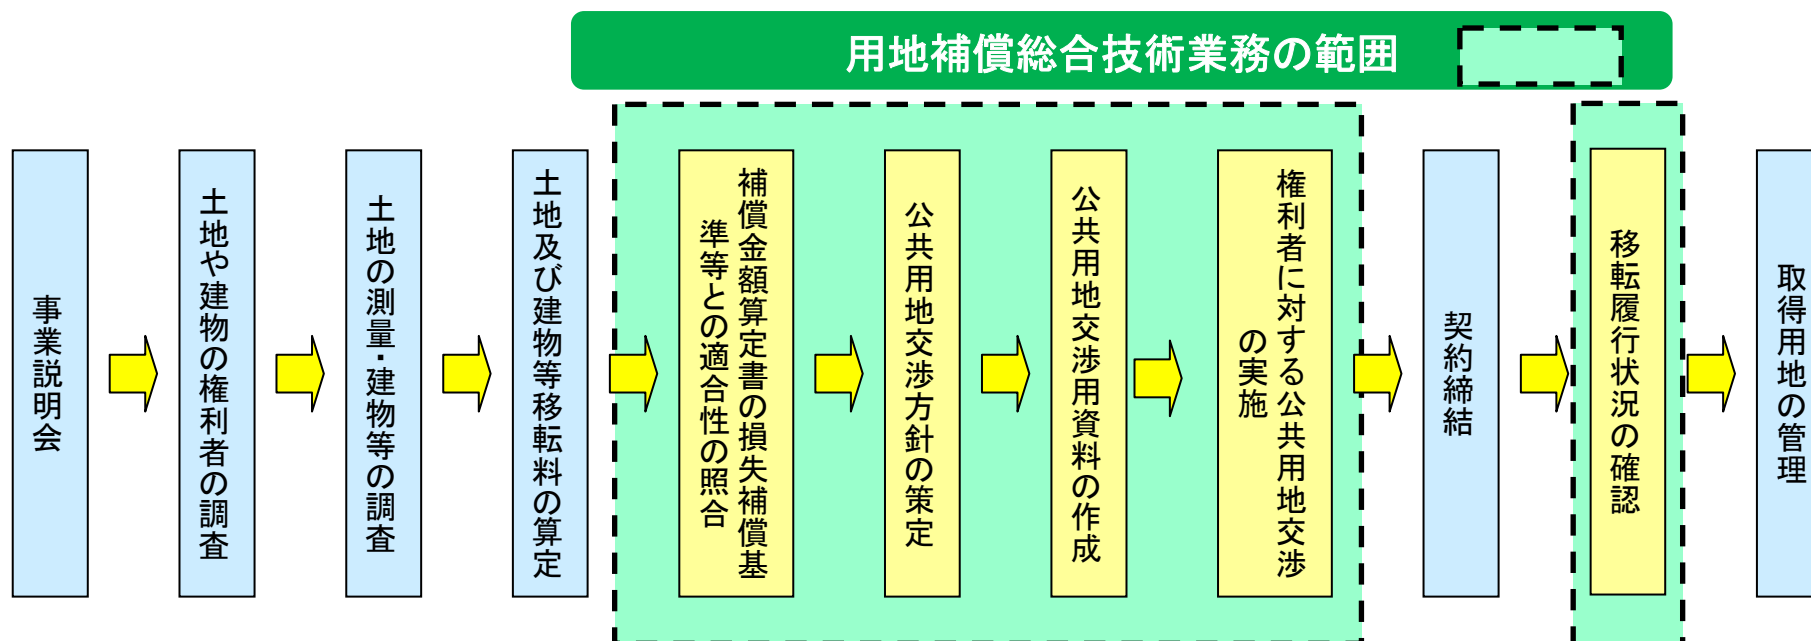 用地補償総合技術業務の範囲
事業説明会
土地や建物の権利者の調査
土地の測量・建物等の調査
土地及び建物等移転料の算定
補償金額算定書の損失補償基
準等との適合性の照合
公共用地交渉方針の策定
公共用地交渉用資料の作成
権利者に対する公共用地交渉
の実施
契約締結
移転履行状況の確認
取得用地の管理